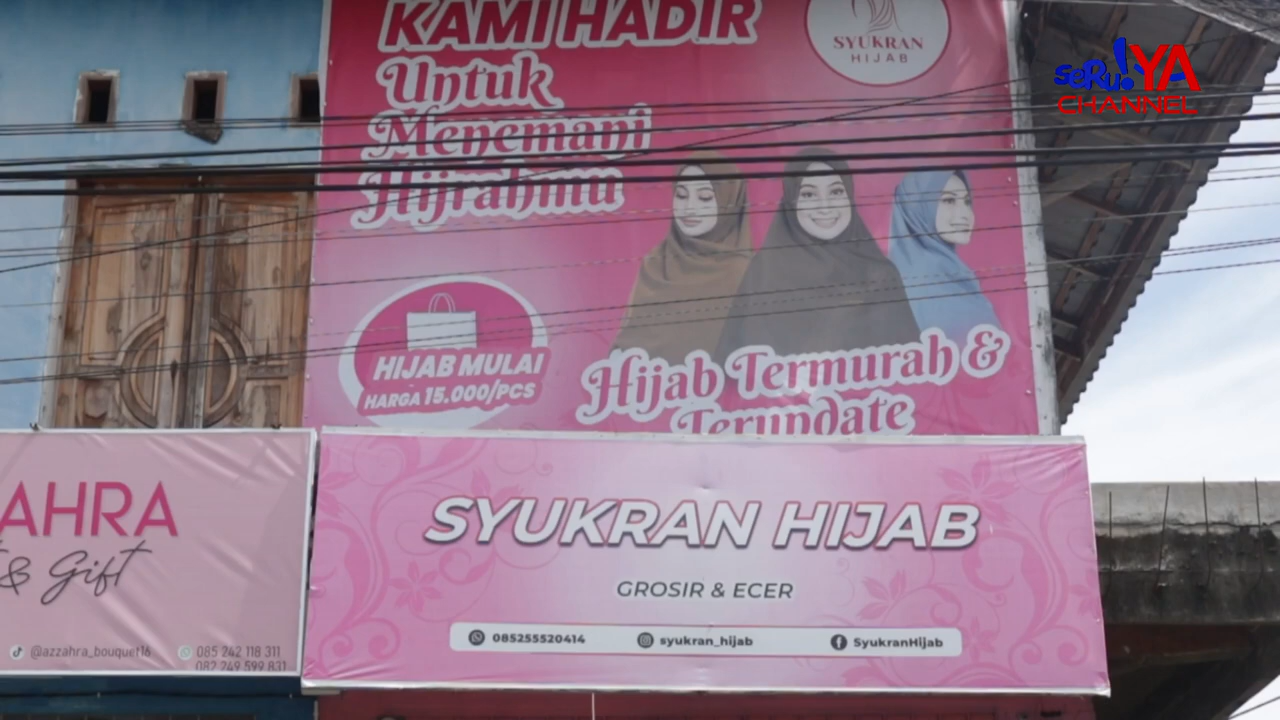 KAMI HADIR
Untuk
Menemani
Hijrahmu
SYUKRAN
HIJAB
seRu!YA
CHANNEL
HIJAB MULAI
HARGA 15.000/PCS
Hijab Termurah &
Terupdate
AHRA
& Gift
@azzahra_bouquet16
085 242 118 311
082 249 599 831
SYUKRAN HIJAB
GROSIR & ECER
085255520414 syukran_hijab SyukranHijab